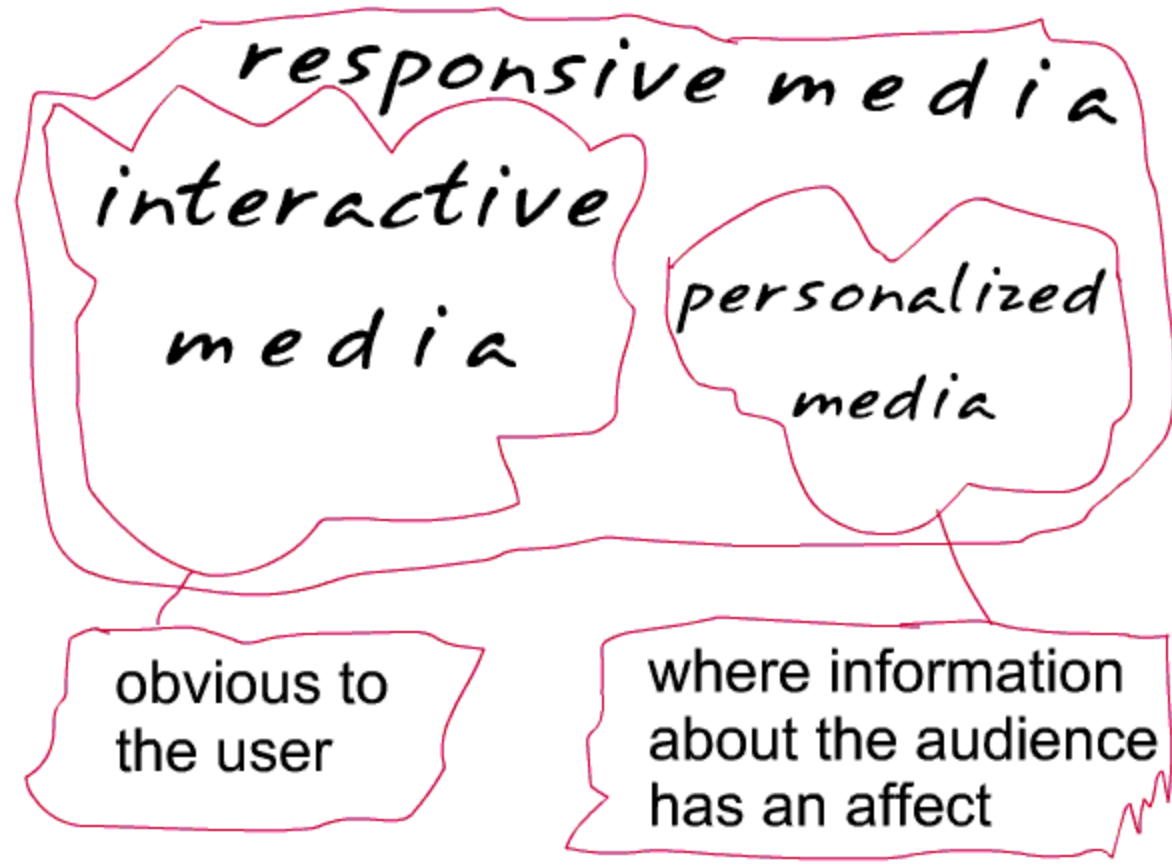 responsive media
interactive
media
personalized
media
obvious to
the user
where information
about the audience
has an affect